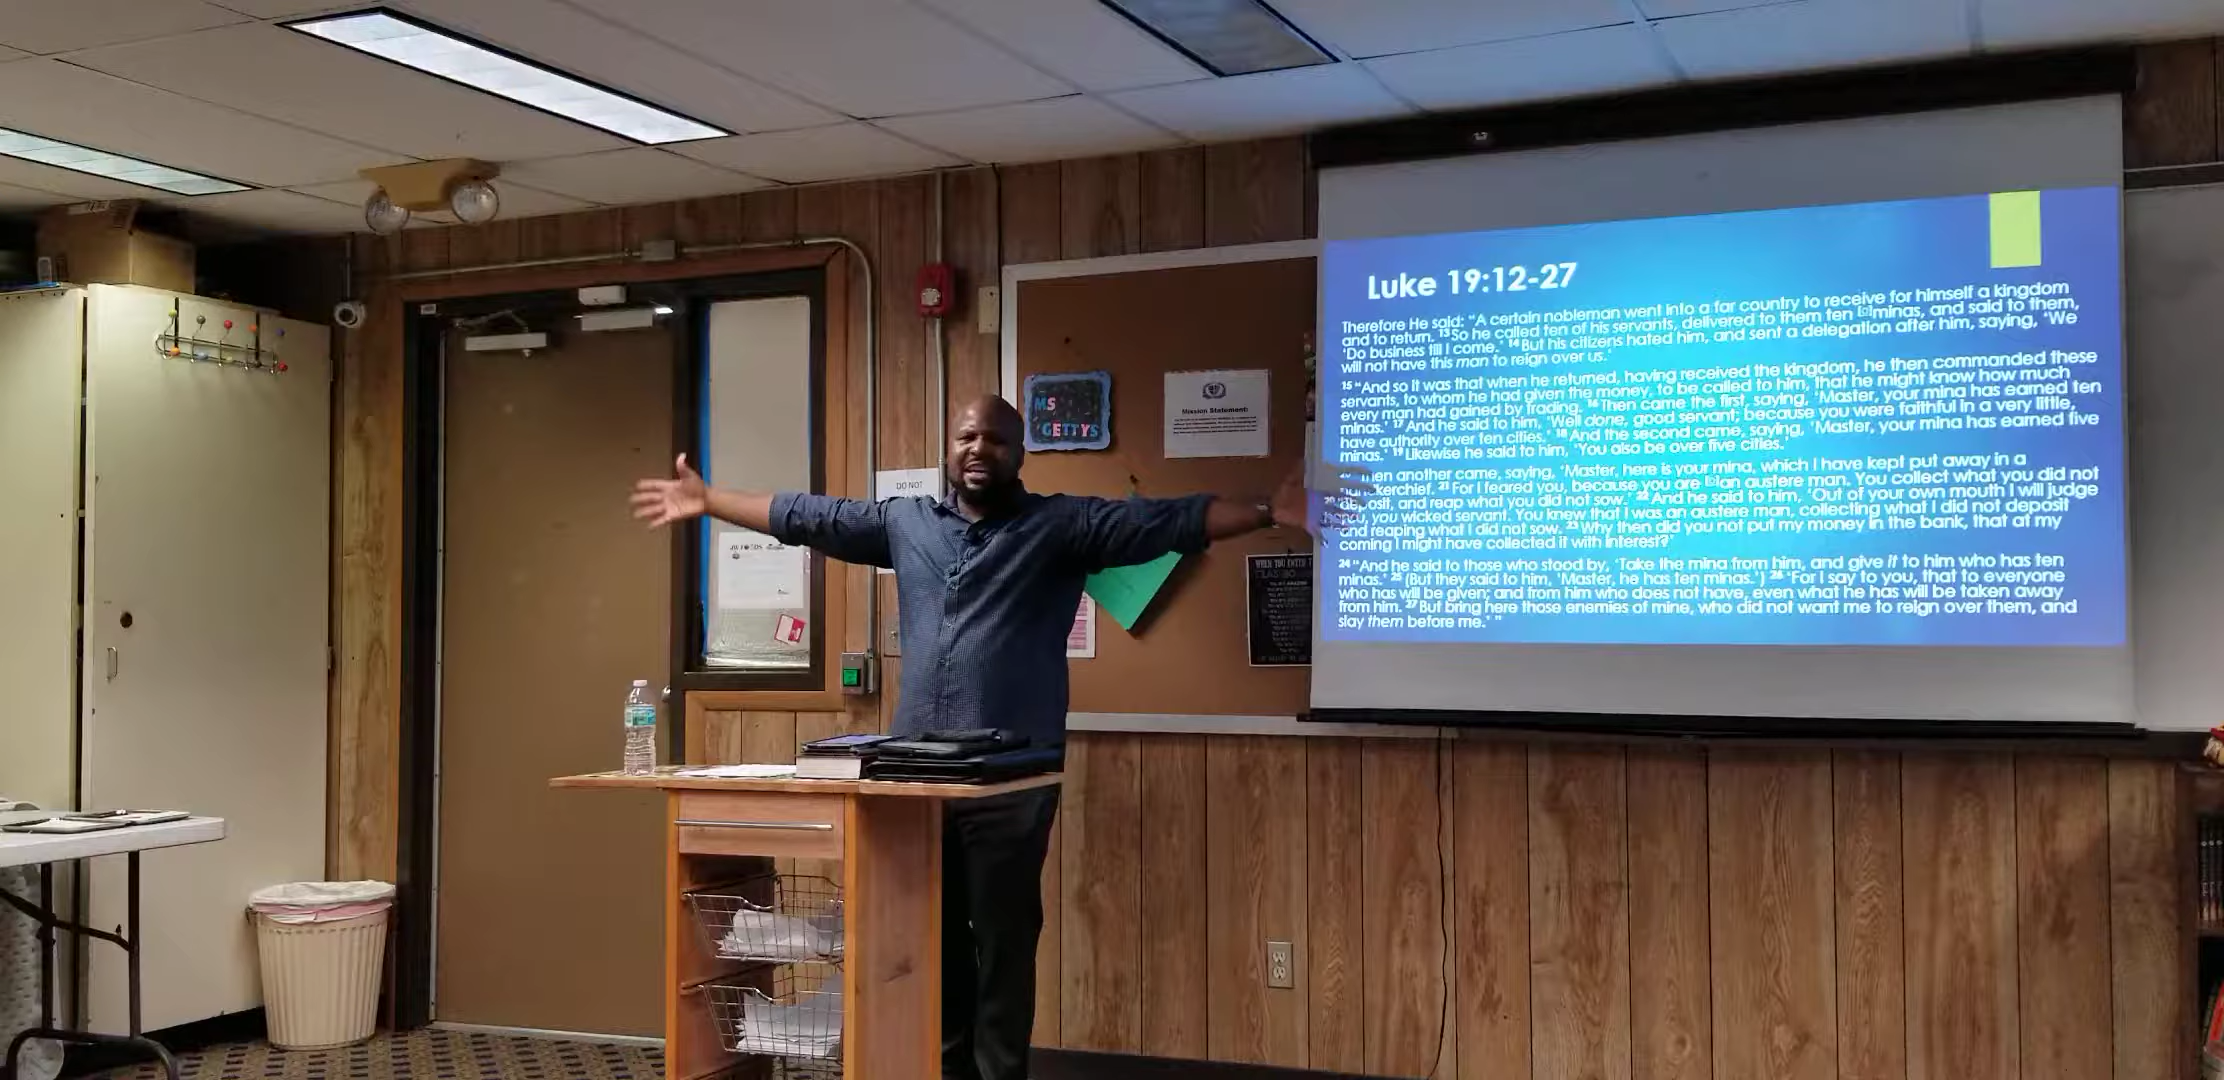 MS
GETTYS
Mission Statement:
DO NOT
WHEN YOU ENTER
Luke 19:12-27
Therefore He said: "A certain nobleman went into a far country to receive for himself a kingdom
and to return. 13 So he called ten of his servants, delivered to them ten [a]minas, and said to them,
'Do business till I come.' 14 But his citizens hated him, and sent a delegation after him, saying, 'We
will not have this man to reign over us.'
15 "And so it was that when he returned, having received the kingdom, he then commanded these
servants, to whom he had given the money, to be called to him, that he might know how much
every man had gained by trading. 16 Then came the first, saying, 'Master, your mina has earned ten
minas.' 17 And he said to him, 'Well done, good servant; because you were faithful in a very little,
have authority over ten cities.' 18 And the second came, saying, 'Master, your mina has earned five
minas.' 19 Likewise he said to him, 'You also be over five cities.'
another came, saying, 'Master, here is your mina, which I have kept put away in a
21 For I feared you, because you are [b]an austere man. You collect what you did not
deposit, and reap what you did not sow.' 22 And he said to him, 'Out of your own mouth I will judge
you, you wicked servant. You knew that I was an austere man, collecting what I did not deposit
and reaping what I did not sow. 23 Why then did you not put my money in the bank, that at my
coming I might have collected it with interest?'
24 "And he said to those who stood by, 'Take the mina from him, and give it to him who has ten
minas.' 25 (But they said to him, 'Master, he has ten minas.') 26 'For I say to you, that to everyone
who has will be given; and from him who does not have, even what he has will be taken away
from him. 27 But bring here those enemies of mine, who did not want me to reign over them, and
slay them before me.' "